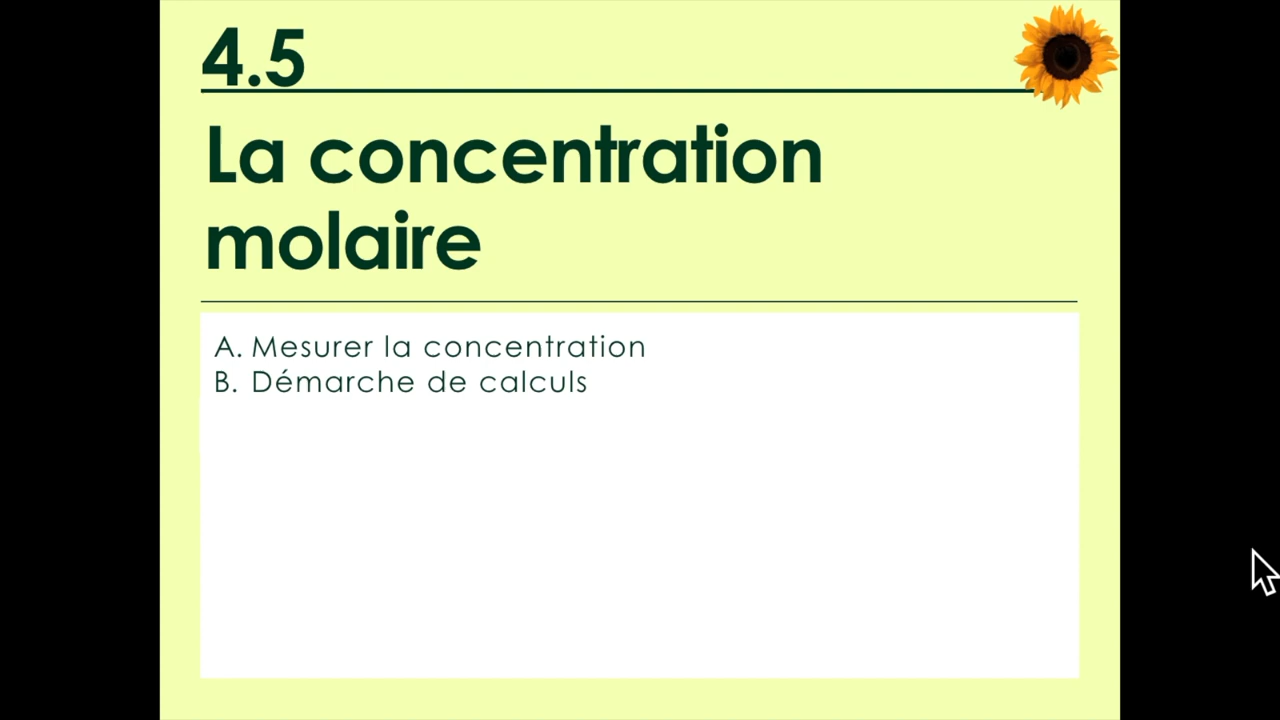 4.5
La concentration
molaire
A. Mesurer la concentration
B. Démarche de calculs